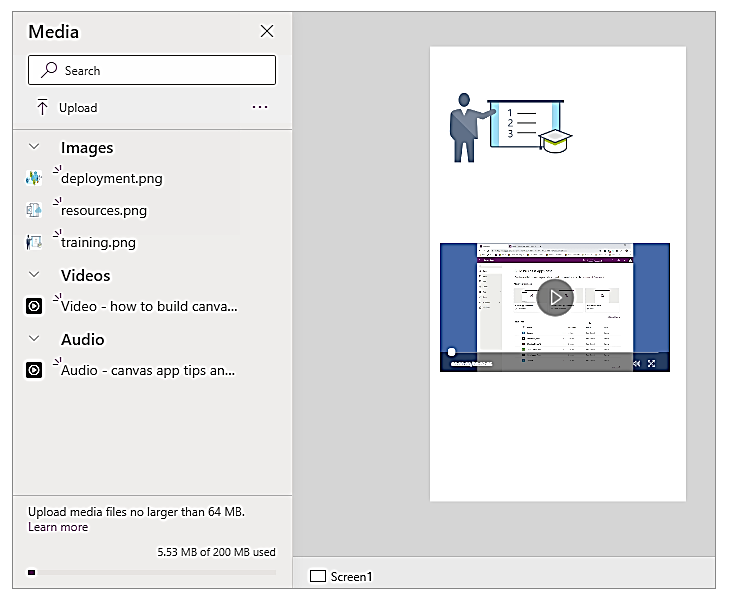 Media
Search
Upload
Images
deployment.png
resources.png
training.png
Videos
Video - how to build canva...
Audio
Audio - canvas app tips an...
Upload media files no larger than 64 MB.
Learn more
5.53 MB of 200 MB used
1
2
3
Screen1